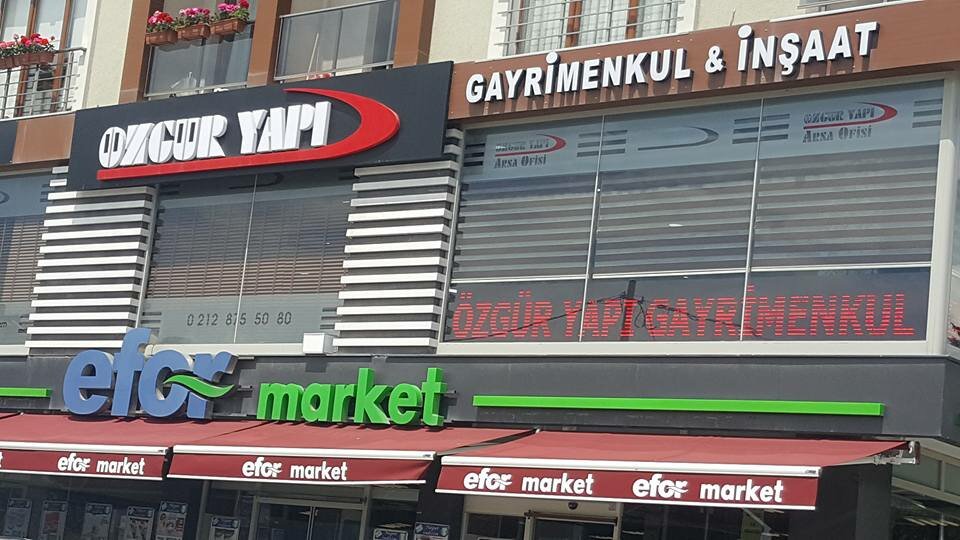 ÖZGÜR YAPI
GAYRİMENKUL & İNŞAAT
ÖZGÜR YAPI
Arsa Ofisi
ÖZGÜR YAPI
Arsa Ofisi
0 212 875 50 80
ÖZGÜR YAPI GAYRİMENKUL
efor market
efor market
efor market
efor market
efor market